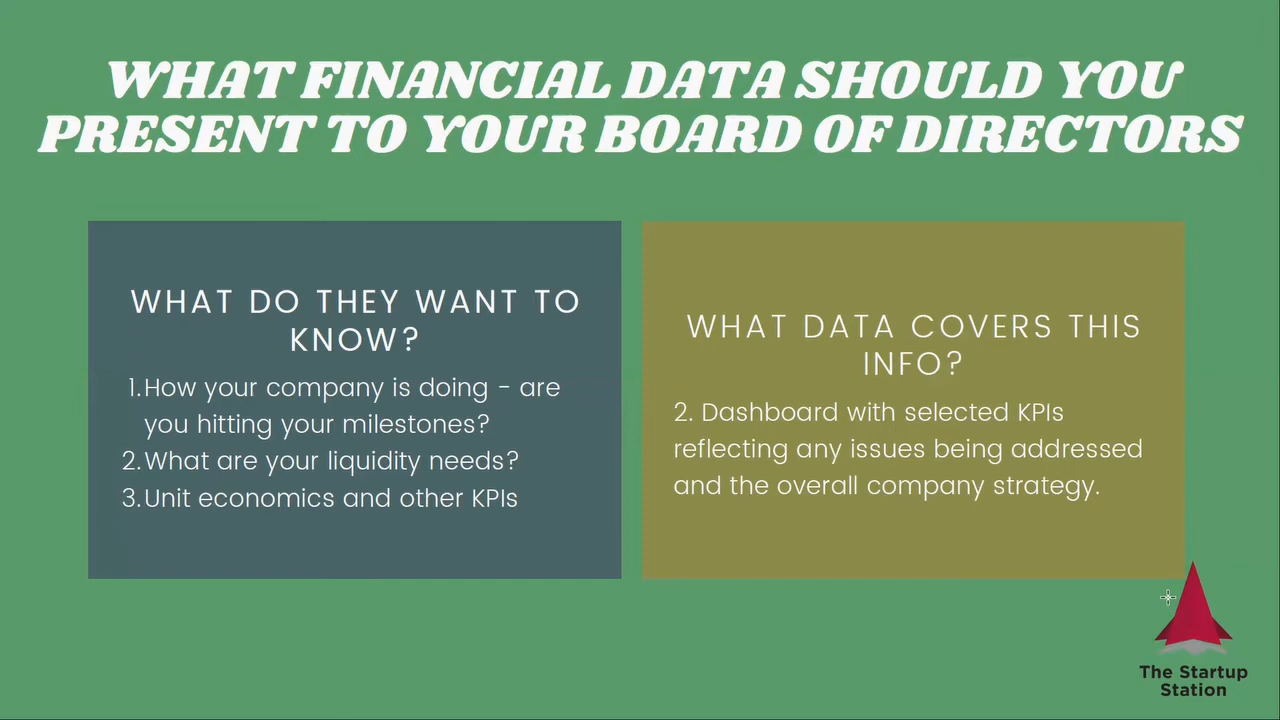 WHAT FINANCIAL DATA SHOULD YOU
PRESENT TO YOUR BOARD OF DIRECTORS
WHAT DO THEY WANT TO
KNOW?
1.How your company is doing - are
you hitting your milestones?
2.What are your liquidity needs?
3.Unit economics and other KPIs
WHAT DATA COVERS THIS
INFO?
2. Dashboard with selected KPIs
reflecting any issues being addressed
and the overall company strategy.
The Startup
Station